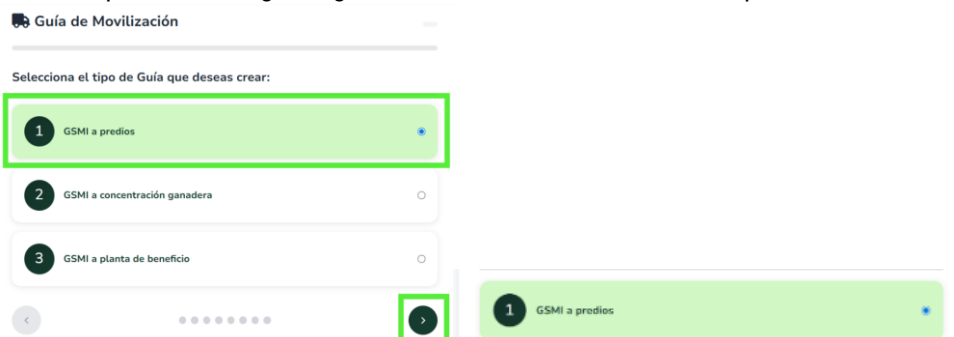 Guía de Movilización
Selecciona el tipo de Guía que deseas crear:
1 GSMI a predios
2 GSMI a concentración ganadera
3 GSMI a planta de beneficio
1 GSMI a predios